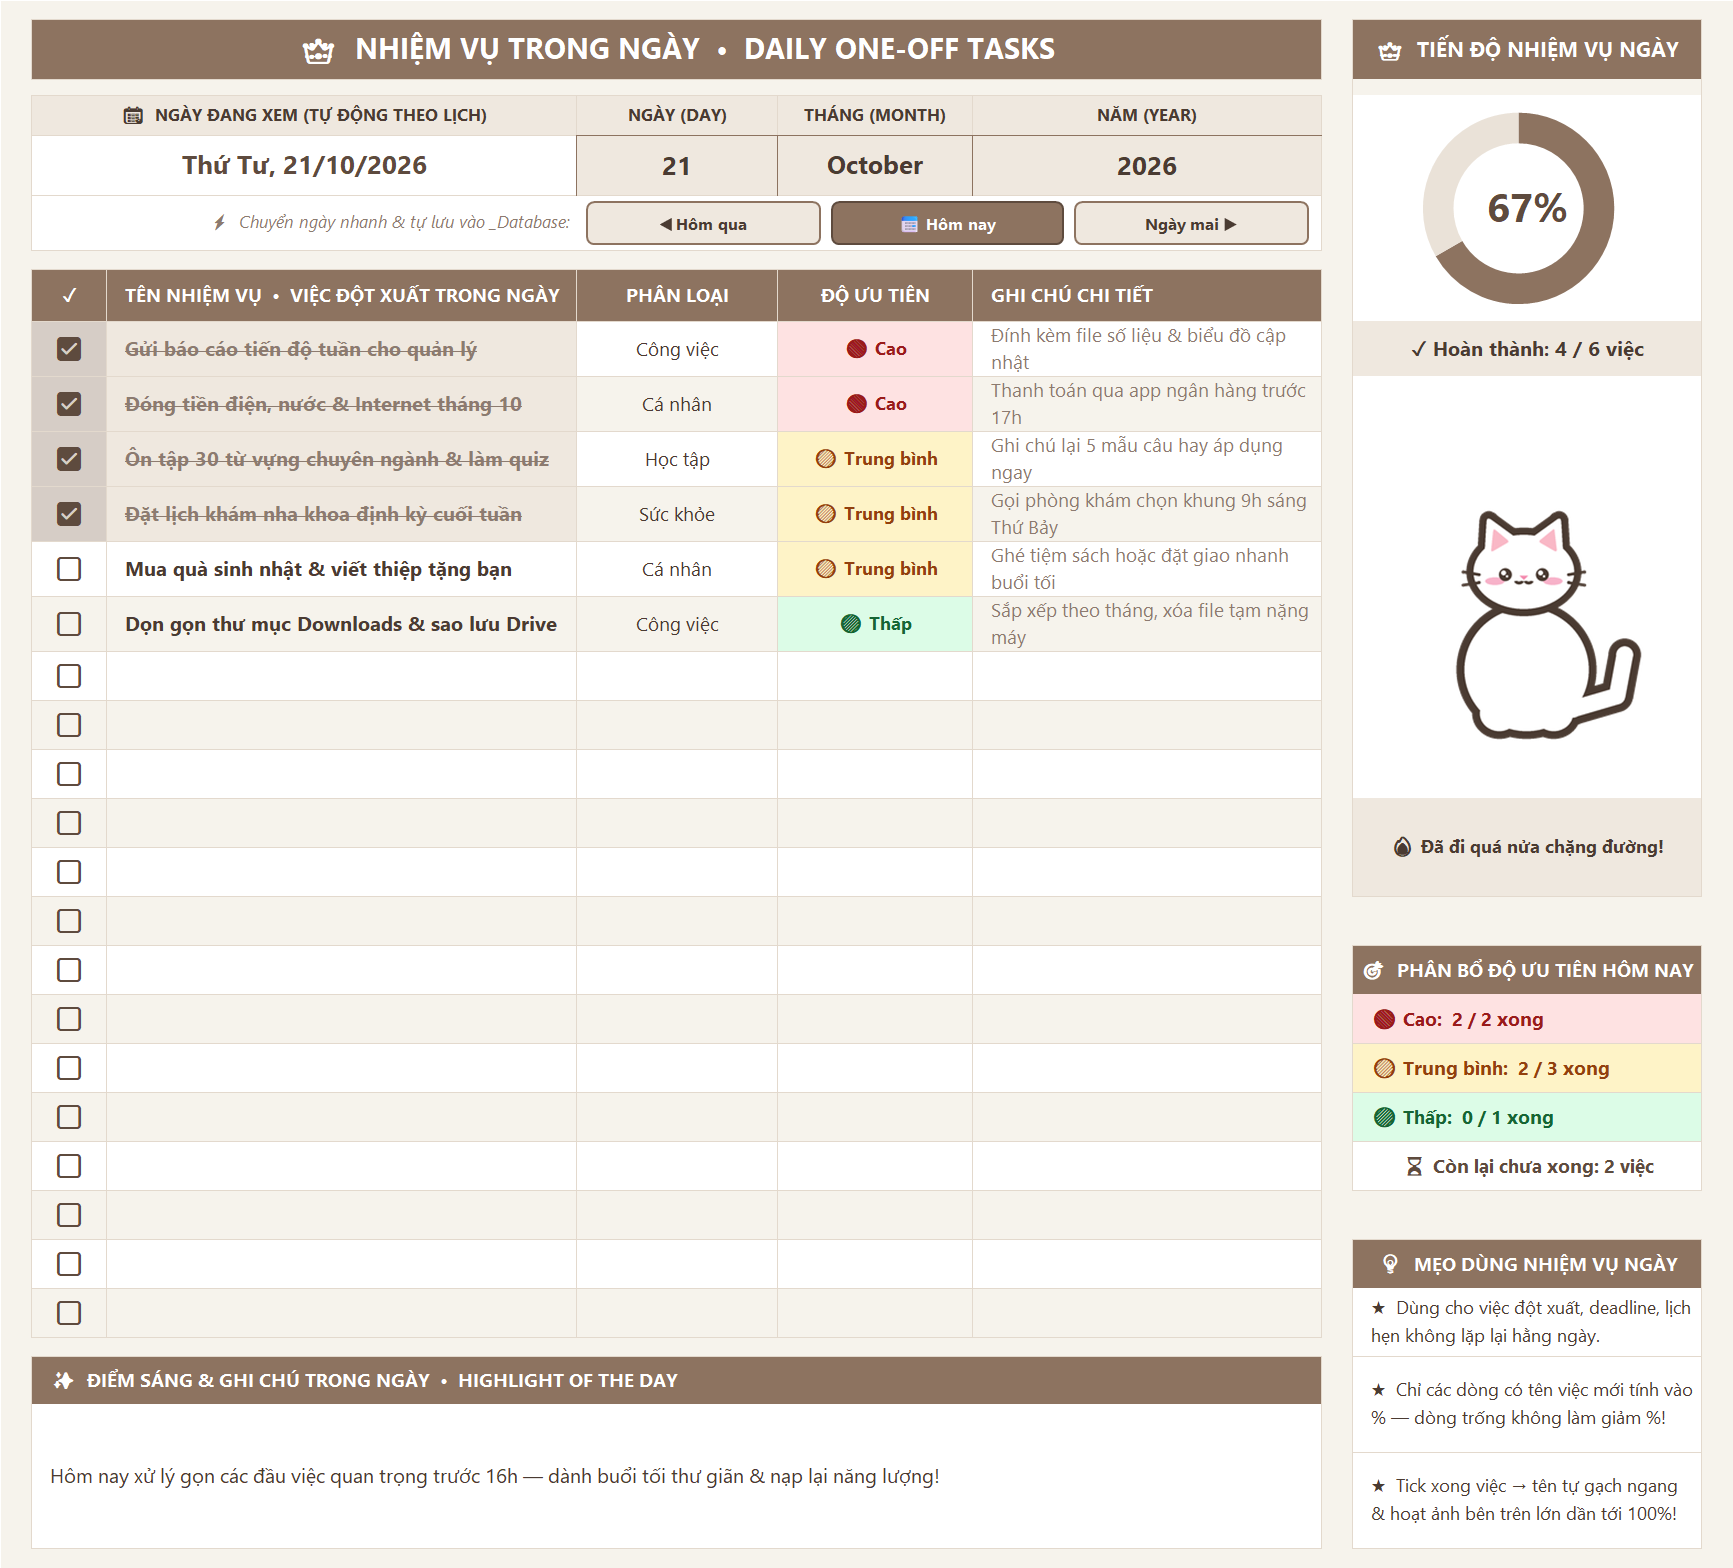 NHIỆM VỤ TRONG NGÀY • DAILY ONE-OFF TASKS
NGÀY ĐANG XEM (TỰ ĐỘNG THEO LỊCH)
NGÀY (DAY)
THÁNG (MONTH)
NĂM (YEAR)
Thứ Tư, 21/10/2026
21
October
2026
Chuyển ngày nhanh & tự lưu vào _Database:
◀ Hôm qua
Hôm nay
Ngày mai ▶
✓
TÊN NHIỆM VỤ • VIỆC ĐỘT XUẤT TRONG NGÀY
PHÂN LOẠI
ĐỘ ƯU TIÊN
GHI CHÚ CHI TIẾT
Gửi báo cáo tiến độ tuần cho quản lý
Công việc
Cao
Đính kèm file số liệu & biểu đồ cập
nhật
Đóng tiền điện, nước & Internet tháng 10
Cá nhân
Cao
Thanh toán qua app ngân hàng trước
17h
Ôn tập 30 từ vựng chuyên ngành & làm quiz
Học tập
Trung bình
Ghi chú lại 5 mẫu câu hay áp dụng
ngay
Đặt lịch khám nha khoa định kỳ cuối tuần
Sức khỏe
Trung bình
Gọi phòng khám chọn khung 9h sáng
Thứ Bảy
Mua quà sinh nhật & viết thiệp tặng bạn
Cá nhân
Trung bình
Ghé tiệm sách hoặc đặt giao nhanh
buổi tối
Dọn gọn thư mục Downloads & sao lưu Drive
Công việc
Thấp
Sắp xếp theo tháng, xóa file tạm nặng
máy
ĐIỂM SÁNG & GHI CHÚ TRONG NGÀY • HIGHLIGHT OF THE DAY
Hôm nay xử lý gọn các đầu việc quan trọng trước 16h — dành buổi tối thư giãn & nạp lại năng lượng!
TIẾN ĐỘ NHIỆM VỤ NGÀY
67%
✓ Hoàn thành: 4 / 6 việc
Đã đi quá nửa chặng đường!
PHÂN BỔ ĐỘ ƯU TIÊN HÔM NAY
Cao: 2 / 2 xong
Trung bình: 2 / 3 xong
Thấp: 0 / 1 xong
Còn lại chưa xong: 2 việc
MẸO DÙNG NHIỆM VỤ NGÀY
★ Dùng cho việc đột xuất, deadline, lịch
hẹn không lặp lại hằng ngày.
★ Chỉ các dòng có tên việc mới tính vào
% — dòng trống không làm giảm %!
★ Tick xong việc → tên tự gạch ngang
& hoạt ảnh bên trên lớn dần tới 100%!